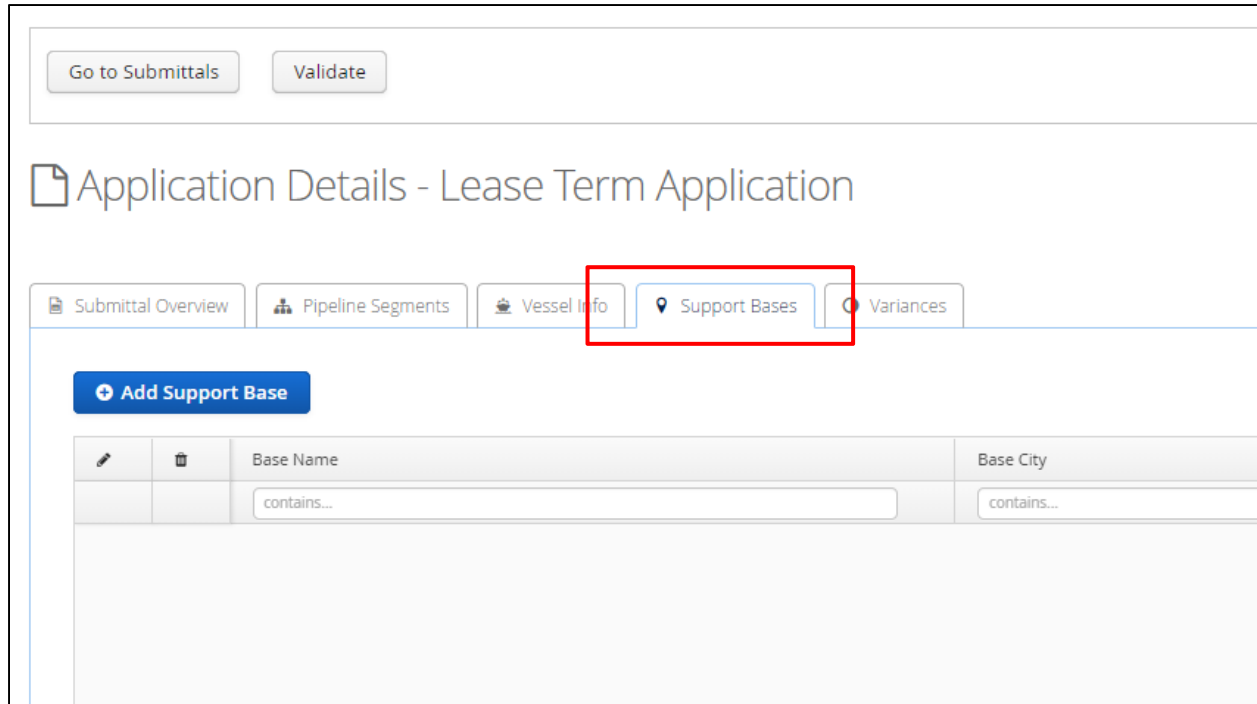 Go to Submittals Validate
Application Details - Lease Term Application
Submittal Overview Pipeline Segments Vessel Info Support Bases Variances
Add Support Base
Base Name Base City
contains... contains...